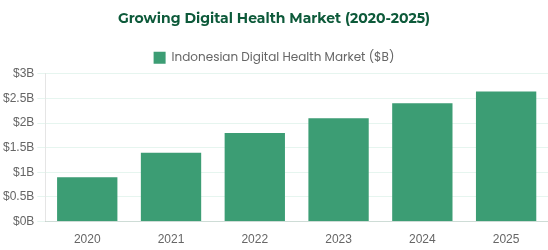 Growing Digital Health Market (2020-2025)
Indonesian Digital Health Market ($B)
$3B
$2.5B
$2B
$1.5B
$1B
$0.5B
$0B
2020 2021 2022 2023 2024 2025